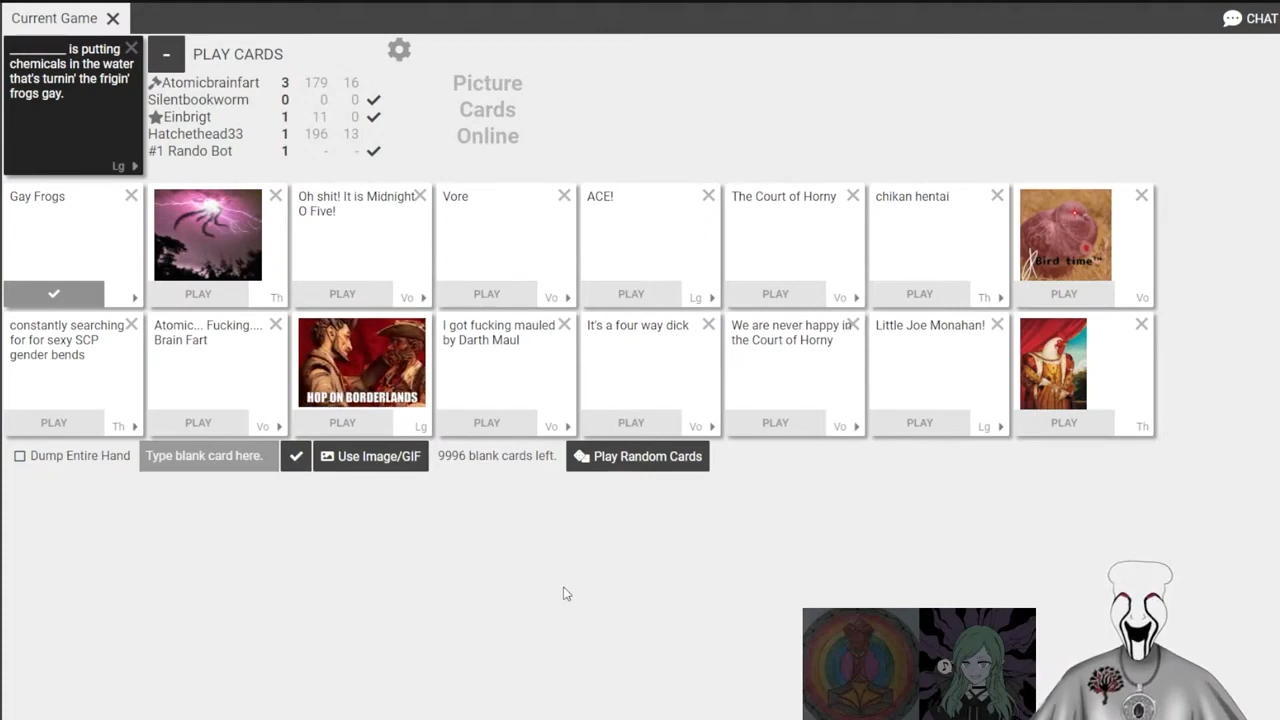 Current Game
CHAT
_________ is putting
chemicals in the water
that's turnin' the frigin'
frogs gay.
Lg
-
PLAY CARDS
Atomicbrainfart 3 179 16
Silentbookworm 0 0 0
Einbrigt 1 11 0
Hatchethead33 1 196 13
#1 Rando Bot 1 - -
Picture
Cards
Online
Gay Frogs
PLAY
Th
Oh shit! It is Midnight
O Five!
PLAY
Vo
Vore
PLAY
Vo
ACE!
PLAY
Lg
The Court of Horny
PLAY
Vo
chikan hentai
PLAY
Th
Bird time™
PLAY
Vo
constantly searching
for for sexy SCP
gender bends
PLAY
Th
Atomic... Fucking....
Brain Fart
PLAY
Vo
HOP ON BORDERLANDS
PLAY
Lg
I got fucking mauled
by Darth Maul
PLAY
Vo
It's a four way dick
PLAY
Vo
We are never happy in
the Court of Horny
PLAY
Vo
Little Joe Monahan!
PLAY
Lg
PLAY
Th
Dump Entire Hand
Type blank card here.
Use Image/GIF
9996 blank cards left.
Play Random Cards